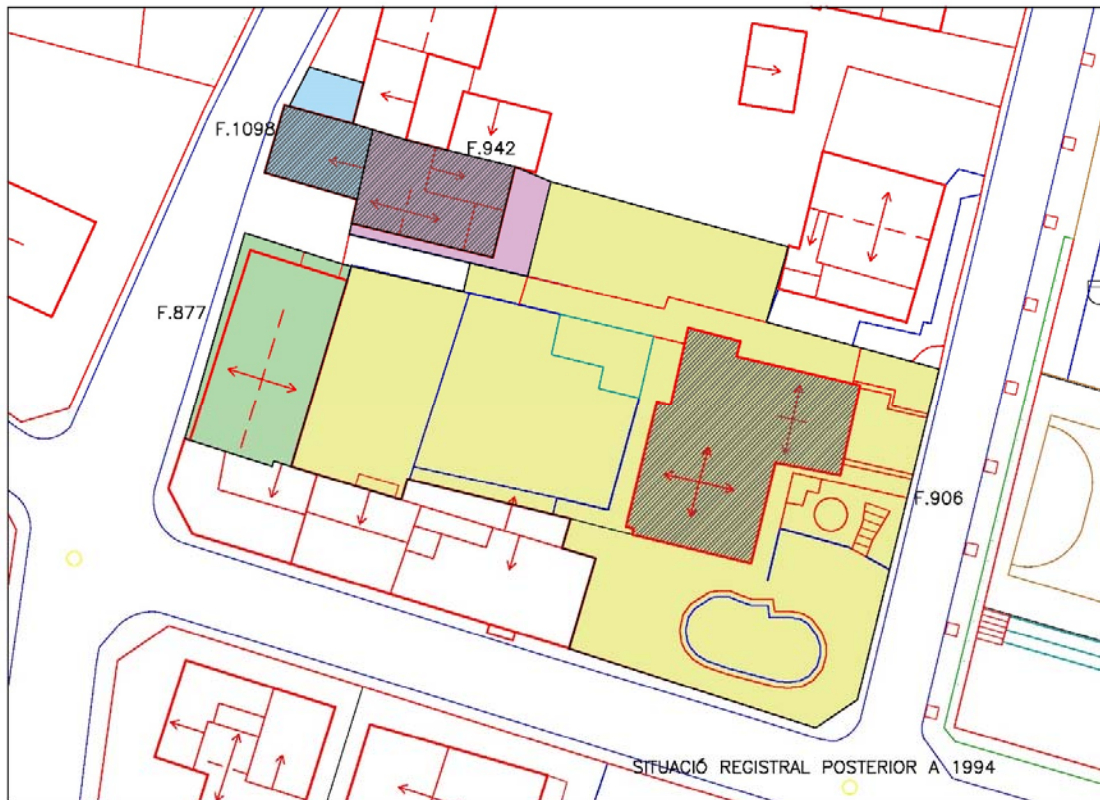 F.1098
F.942
F.877
F.906
SITUACIÓ REGISTRAL POSTERIOR A 1994